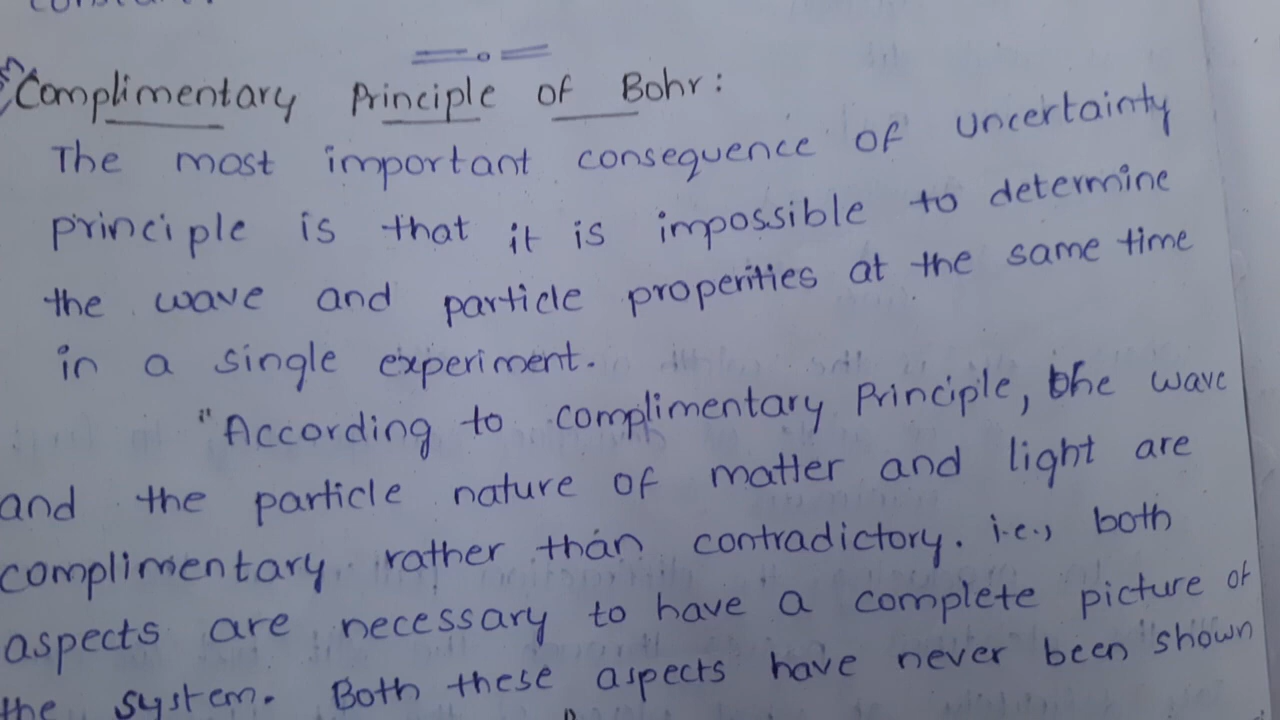 constant.
Complimentary Principle of Bohr:
The most important consequence of uncertainty
principle is that it is impossible to determine
the wave and particle properities at the same time
in a single experiment.
"According to complimentary Principle, the wave
and the particle nature of matter and light are
complimentary rather than contradictory. i.e., both
aspects are necessary to have a complete picture of
the system. Both these aspects have never been shown